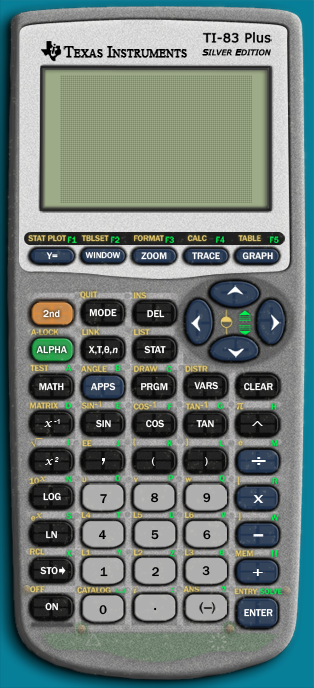 TEXAS INSTRUMENTS
TI-83 Plus
SILVER EDITION
STAT PLOT F1 TBLSET F2 FORMAT F3 CALC F4 TABLE F5
Y= WINDOW ZOOM TRACE GRAPH
QUIT INS
2nd MODE DEL
A-LOCK LINK LIST
ALPHA X,T,θ,n STAT
TEST ANGLE DRAW DISTR
MATH APPS PRGM VARS CLEAR
MATRIX SIN⁻¹ COS⁻¹ TAN⁻¹ π
x⁻¹ SIN COS TAN ^
EE
x² , ( ) ÷
LOG 7 8 9 x
L4 L5 L6
LN 4 5 6 −
RCL L1 L2 L3 MEM
STO➔ 1 2 3 +
OFF CATALOG ANS ENTRY SOLVE
ON 0 . (−) ENTER